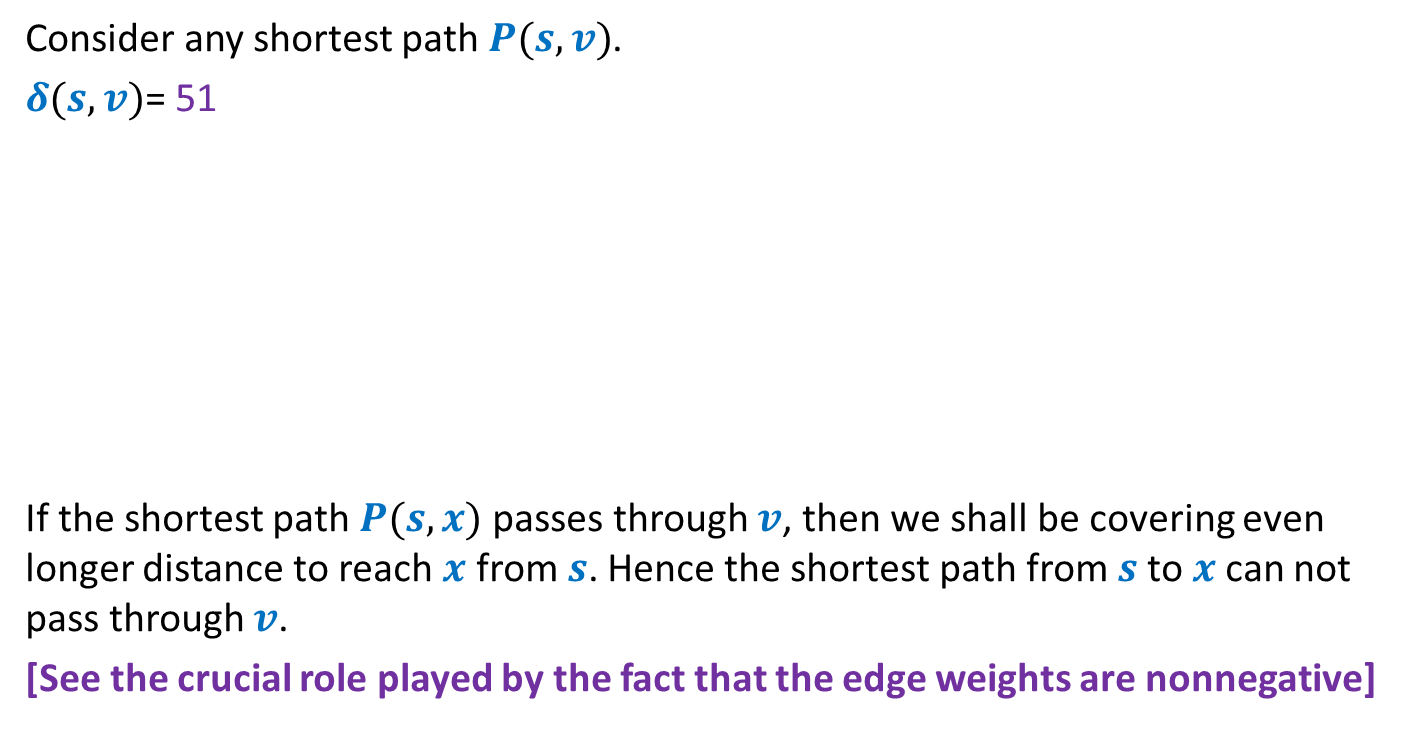 Consider any shortest path P(s, v).
δ(s, v)= 51
If the shortest path P(s, x) passes through v, then we shall be covering even
longer distance to reach x from s. Hence the shortest path from s to x can not
pass through v.
[See the crucial role played by the fact that the edge weights are nonnegative]